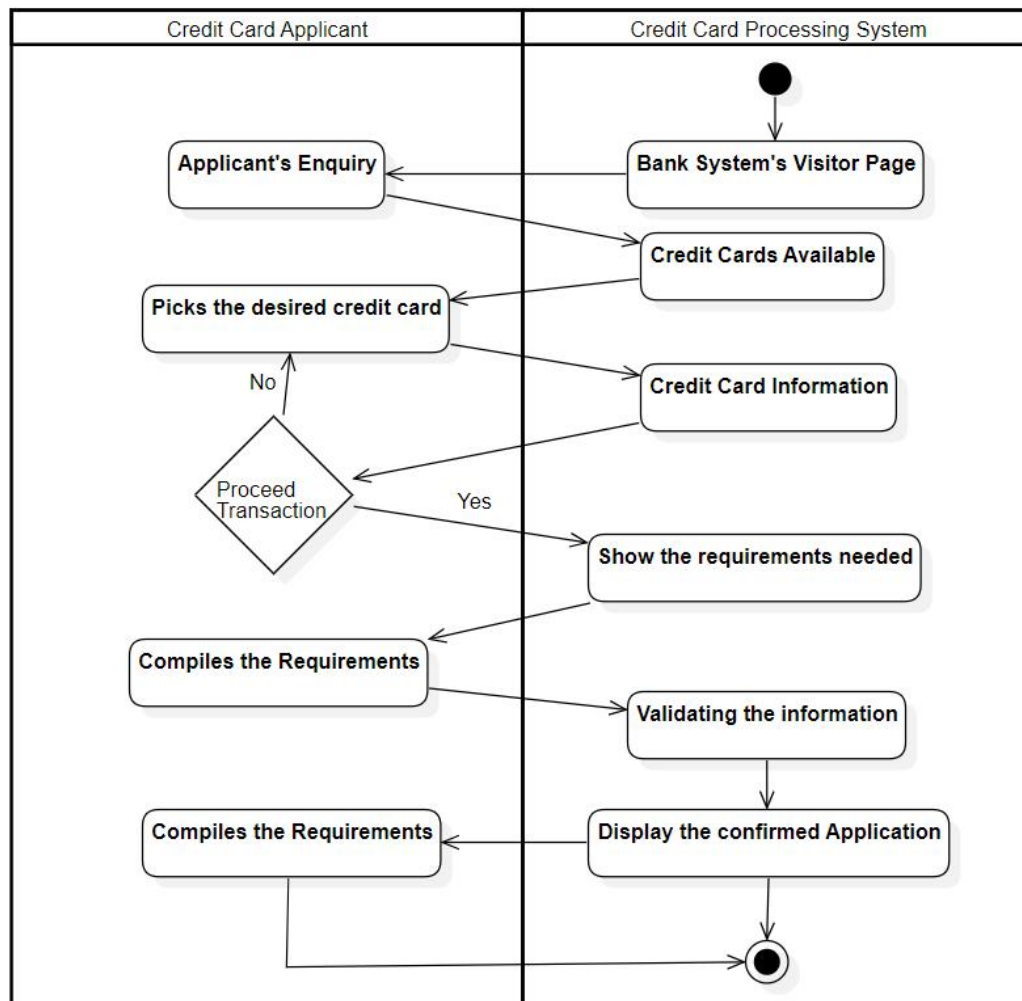 Credit Card Applicant
Credit Card Processing System
Applicant's Enquiry
Bank System's Visitor Page
Credit Cards Available
Picks the desired credit card
No
Credit Card Information
Proceed
Transaction
Yes
Show the requirements needed
Compiles the Requirements
Validating the information
Compiles the Requirements
Display the confirmed Application